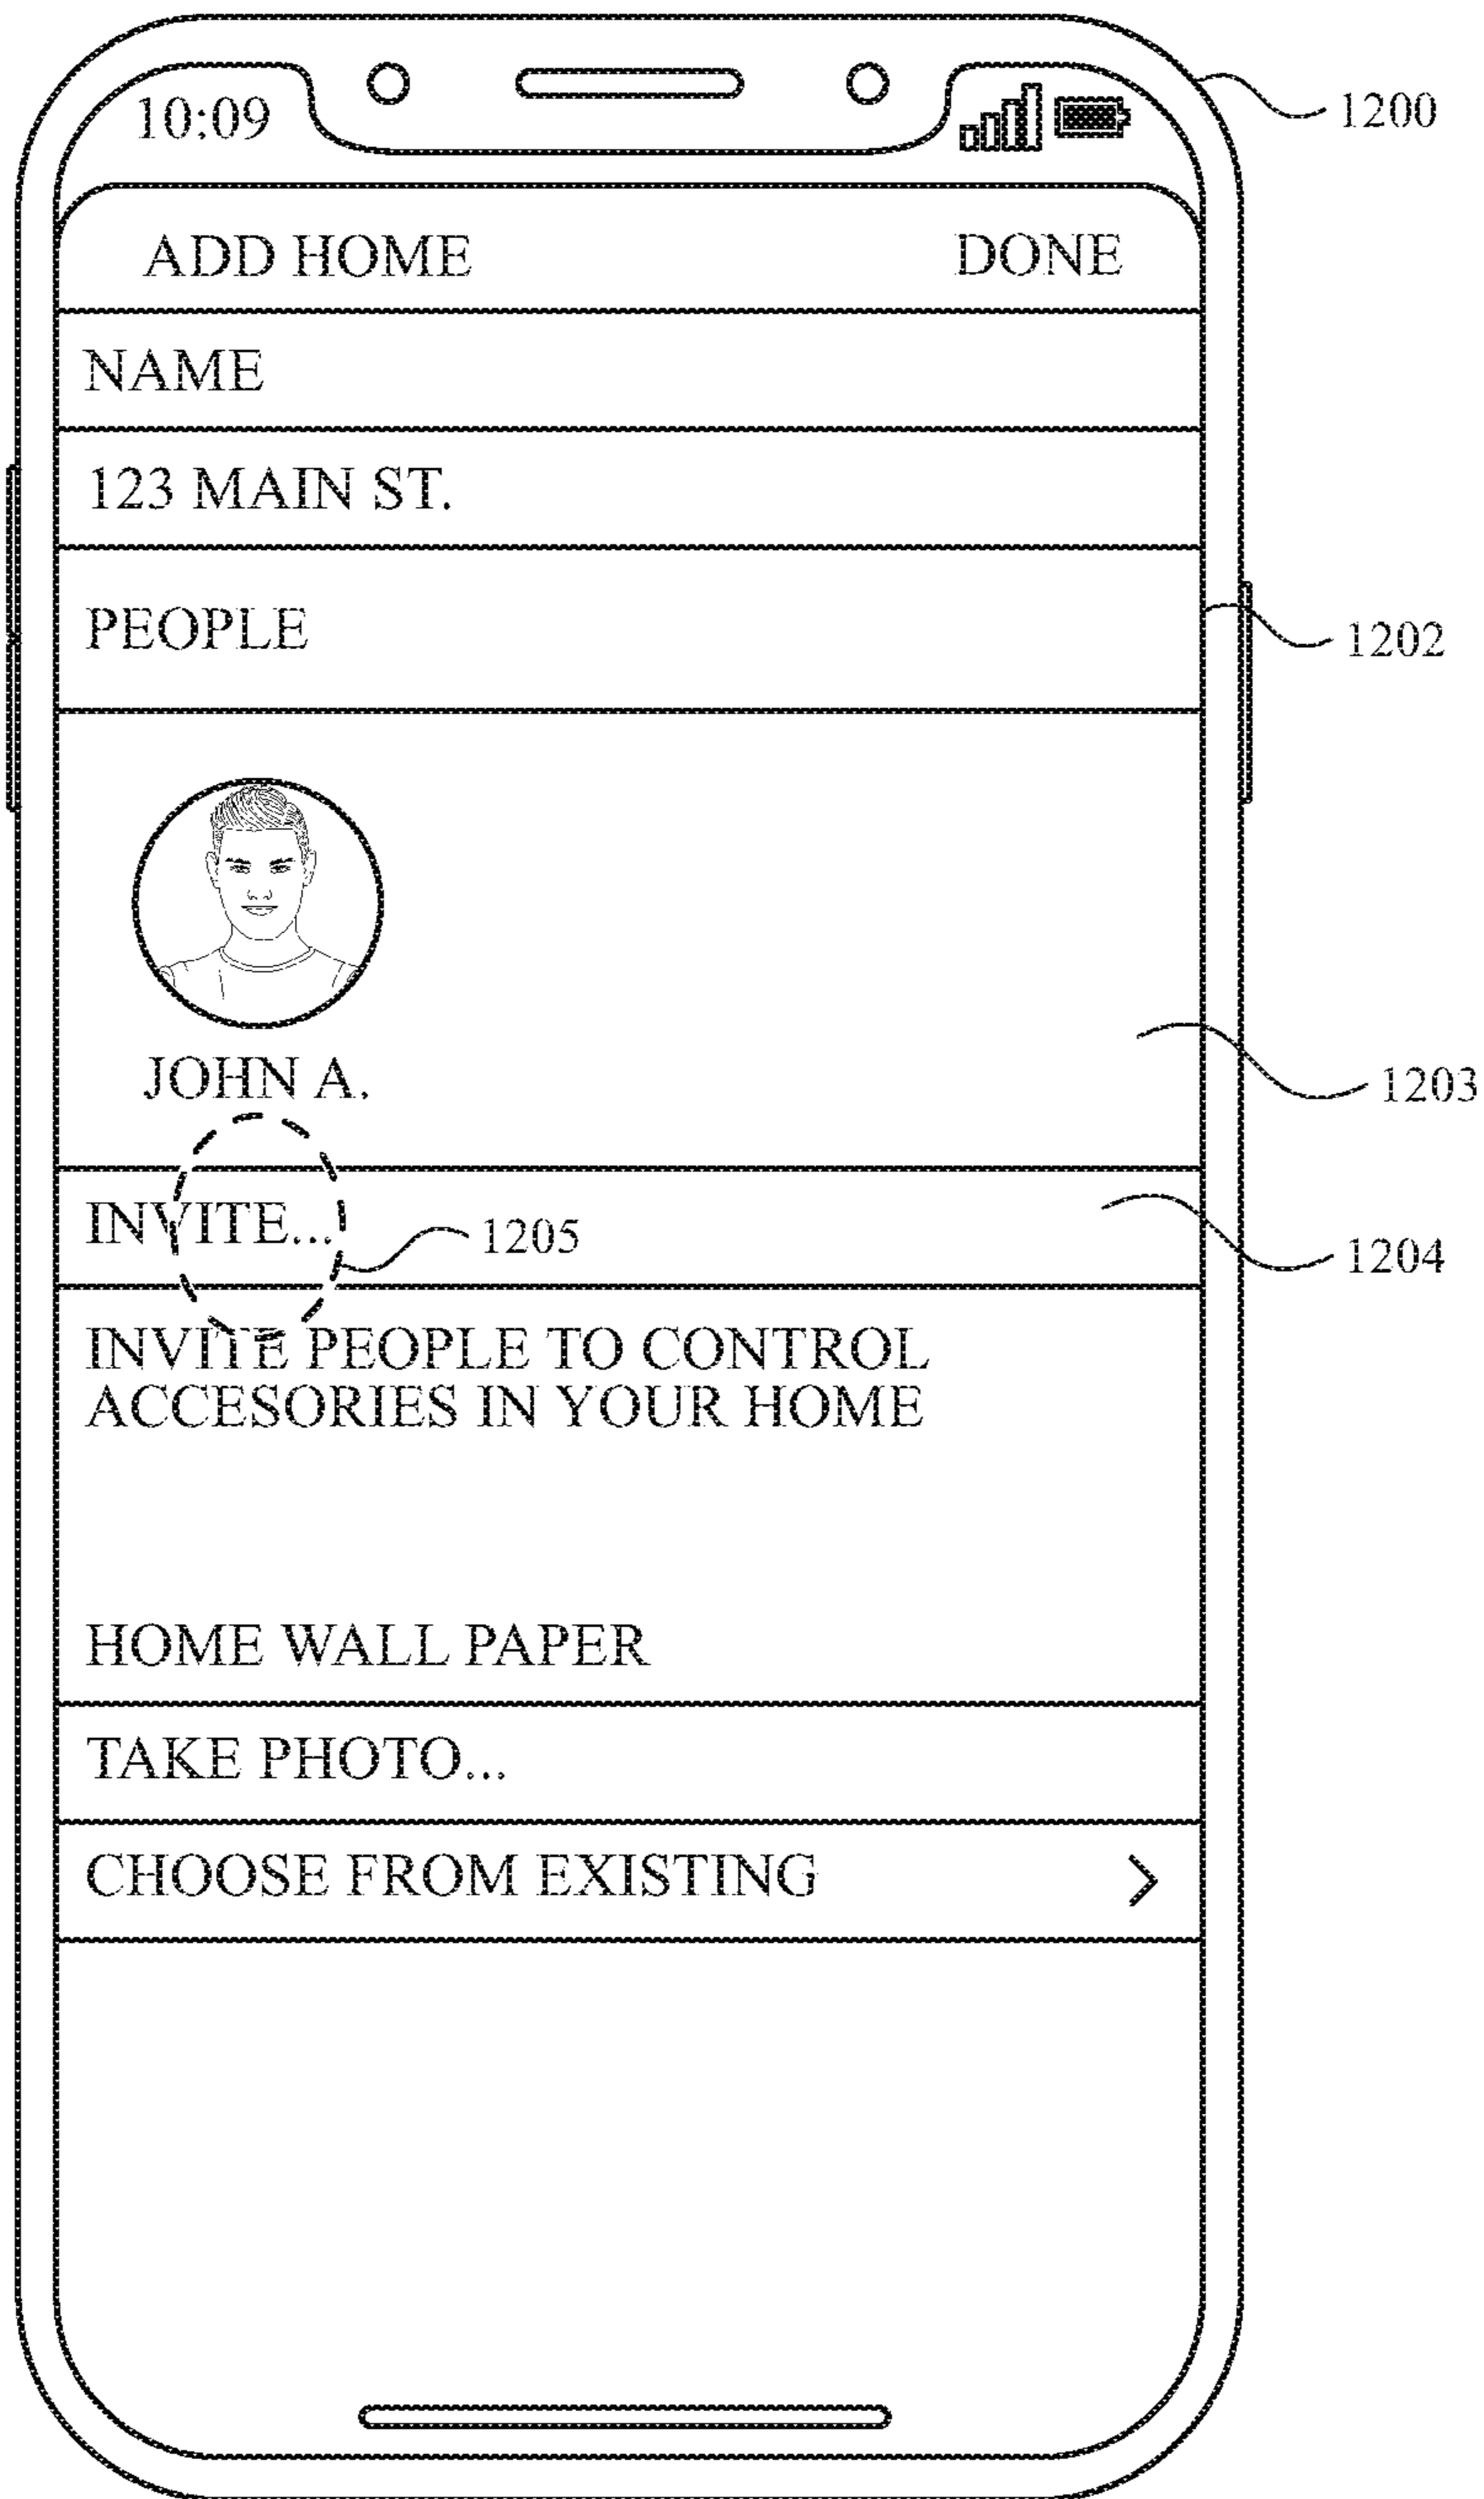 10:09
1200
ADD HOME DONE
NAME
123 MAIN ST.
PEOPLE
1202
JOHN A.
1203
INVITE...
1205
1204
INVITE PEOPLE TO CONTROL
ACCESORIES IN YOUR HOME
HOME WALL PAPER
TAKE PHOTO...
CHOOSE FROM EXISTING